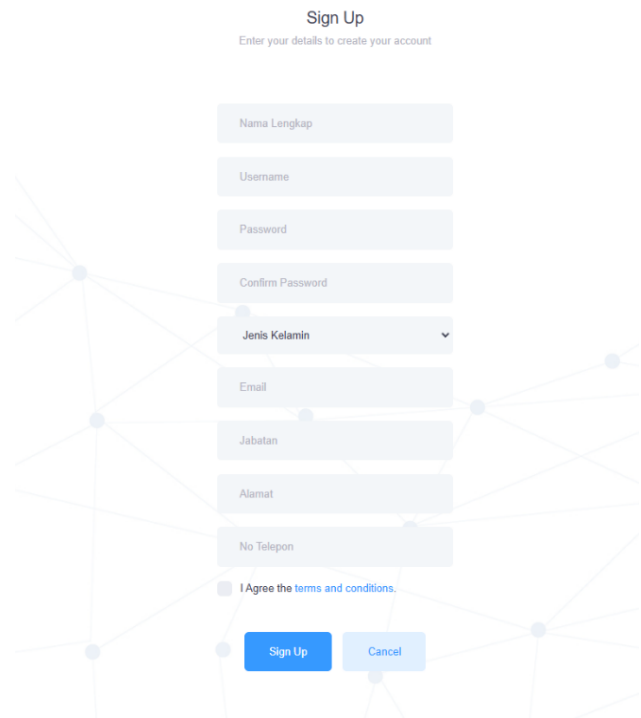 Sign Up
Enter your details to create your account
Nama Lengkap
Username
Password
Confirm Password
Jenis Kelamin
Email
Jabatan
Alamat
No Telepon
I Agree the terms and conditions.
Sign Up
Cancel